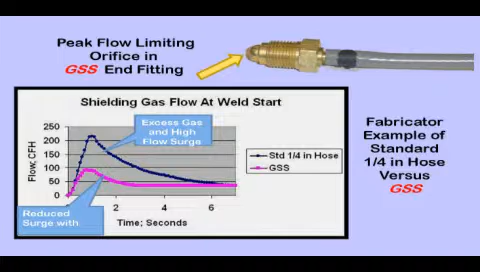 Peak Flow Limiting
Orifice in
GSS End Fitting
Shielding Gas Flow At Weld Start
Excess Gas
and High
Flow Surge
Flow; CFH
250
200
150
100
50
0
0
2
4
6
Time; Seconds
Std 1/4 in Hose
GSS
Reduced
Surge with
Fabricator
Example of
Standard
1/4 in Hose
Versus
GSS